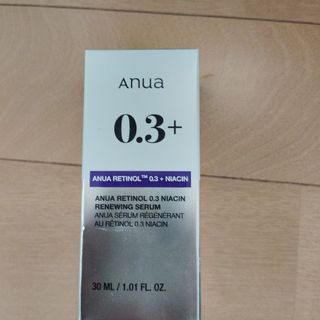 Anua
0.3+
ANUA RETINOL™ 0.3 + NIACIN
ANUA RETINOL 0.3 NIACIN
RENEWING SERUM
ANUA SÉRUM RÉGÉNÉRANT
AU RÉTINOL 0.3 NIACIN
30 ML / 1.01 FL. OZ.